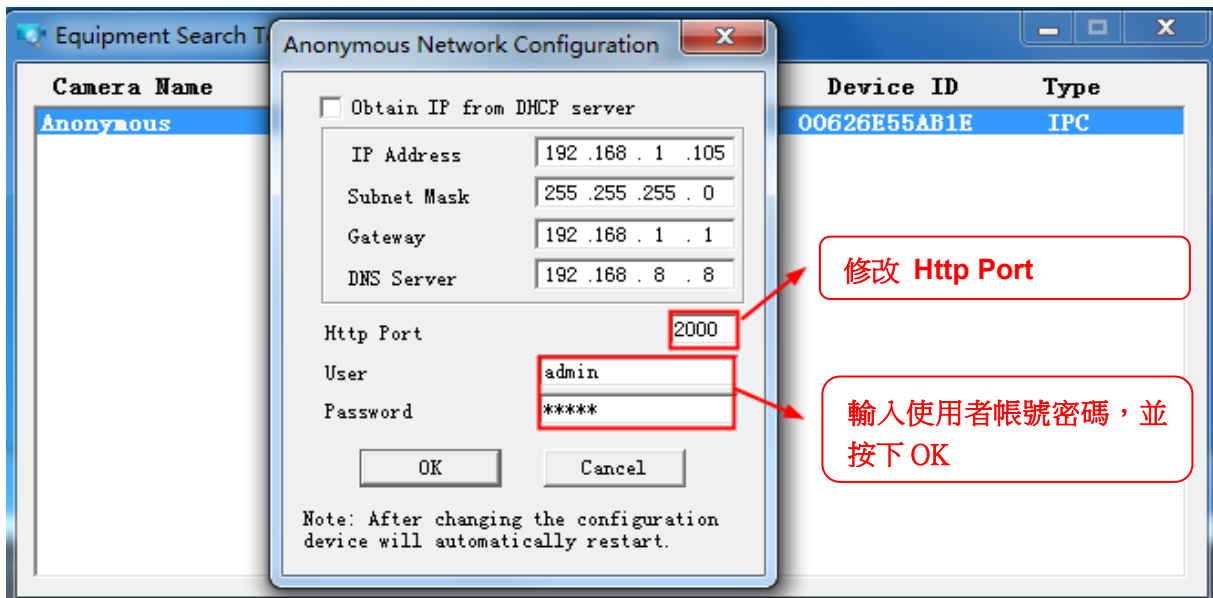 Equipment Search T
Anonymous Network Configuration
Camera Name
Device ID
Type
Anonymous
00626E55AB1E
IPC
Obtain IP from DHCP server
IP Address 192 .168 . 1 .105
Subnet Mask 255 .255 .255 . 0
Gateway 192 .168 . 1 . 1
DNS Server 192 .168 . 8 . 8
Http Port 2000
User admin
Password *****
OK Cancel
Note: After changing the configuration
device will automatically restart.
修改 Http Port
輸入使用者帳號密碼，並
按下 OK